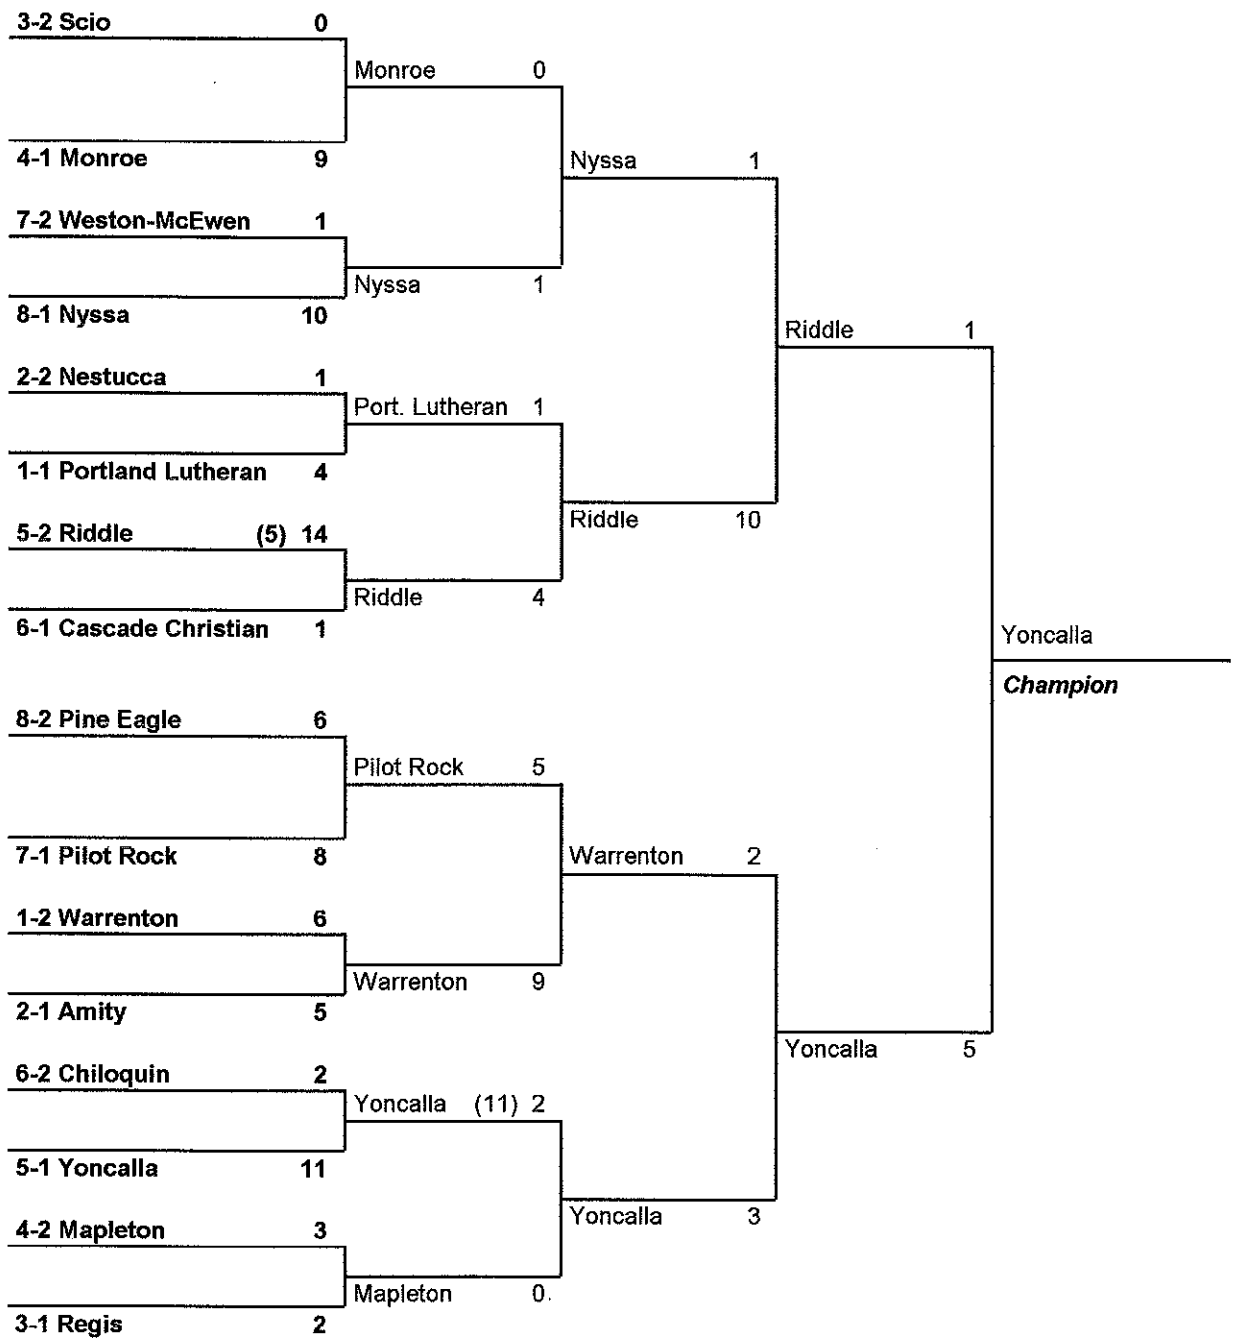 3-2 Scio 0
Monroe 0
4-1 Monroe 9
Nyssa 1
7-2 Weston-McEwen 1
Nyssa 1
8-1 Nyssa 10
Riddle 1
2-2 Nestucca 1
Port. Lutheran 1
1-1 Portland Lutheran 4
Riddle 10
5-2 Riddle (5) 14
Riddle 4
6-1 Cascade Christian 1
Yoncalla
Champion
8-2 Pine Eagle 6
Pilot Rock 5
7-1 Pilot Rock 8
Warrenton 2
1-2 Warrenton 6
Warrenton 9
2-1 Amity 5
Yoncalla 5
6-2 Chiloquin 2
Yoncalla (11) 2
5-1 Yoncalla 11
Yoncalla 3
4-2 Mapleton 3
Mapleton 0
3-1 Regis 2